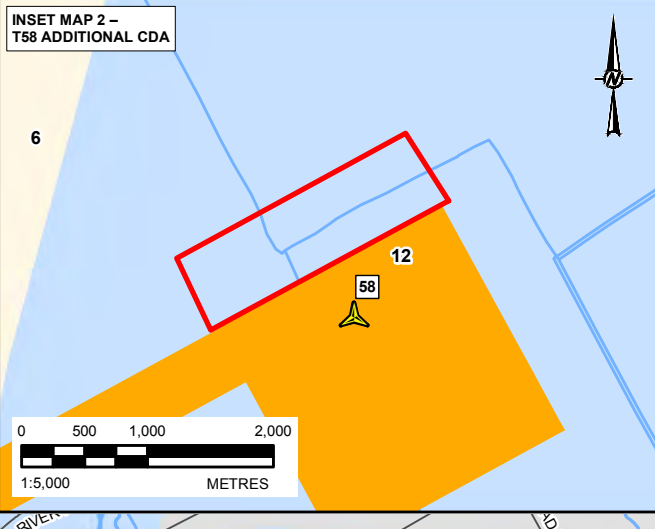 INSET MAP 2 –
T58 ADDITIONAL CDA
N
6
12
58
0 500 1,000 2,000
1:5,000 METRES
RIVER